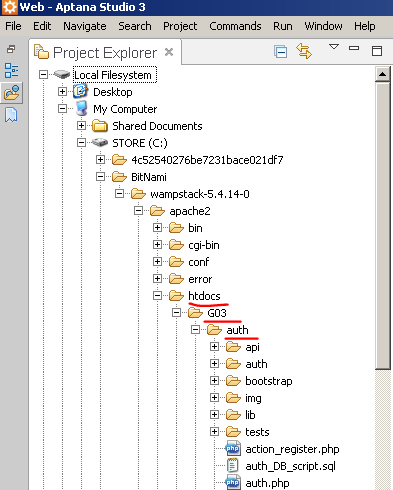 Web - Aptana Studio 3
File Edit Navigate Search Project Commands Run Window Help
Project Explorer
Local Filesystem
Desktop
My Computer
Shared Documents
STORE (C:)
4c52540276be7231bace021df7
BitNami
wampstack-5.4.14-0
apache2
bin
cgi-bin
conf
error
htdocs
G03
auth
api
auth
bootstrap
img
lib
tests
action_register.php
auth_DB_script.sql
auth.php